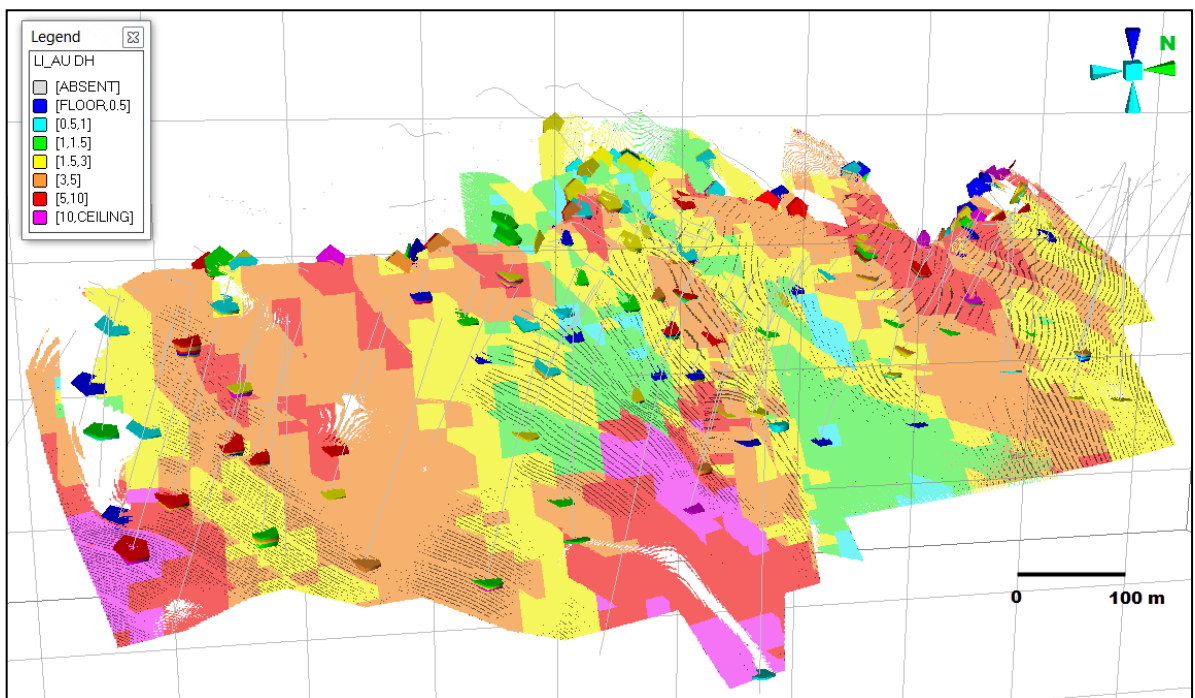 Legend
LI_AU DH
[ABSENT]
[FLOOR,0.5]
[0.5,1]
[1,1.5]
[1.5,3]
[3,5]
[5,10]
[10,CEILING]
N
0 100 m